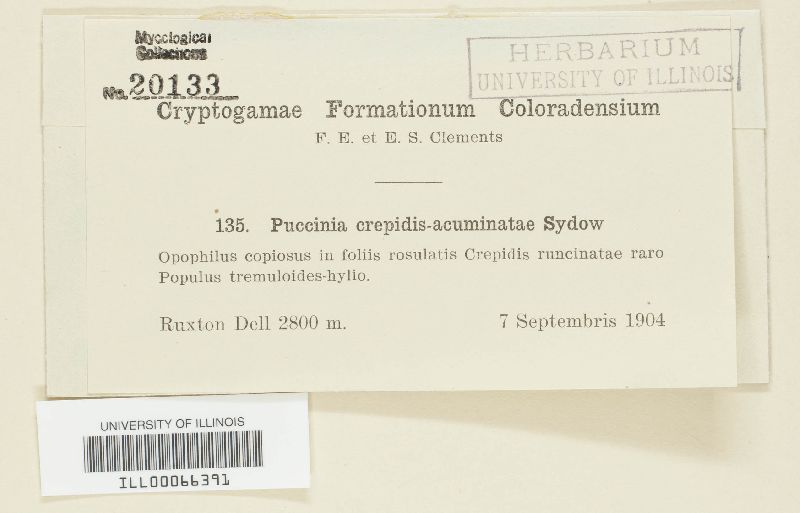 Mycological
Collections
No. 20133
HERBARIUM
UNIVERSITY OF ILLINOIS
Cryptogamae Formationum Coloradensium
F. E. et E. S. Clements
135. Puccinia crepidis-acuminatae Sydow
Opophilus copiosus in foliis rosulatis Crepidis runcinatae raro
Populus tremuloides-hylio.
Ruxton Dell 2800 m. 7 Septembris 1904
UNIVERSITY OF ILLINOIS
ILL00066391